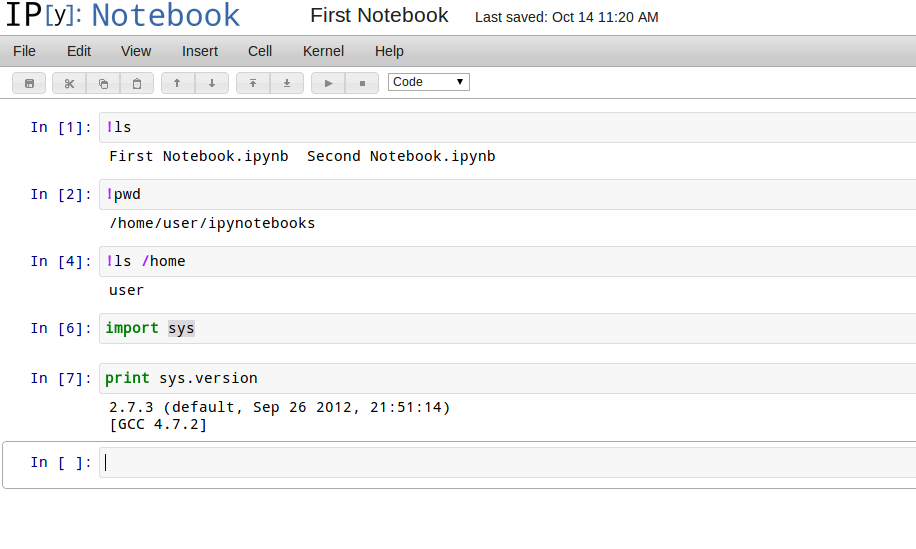 IP[y]: Notebook First Notebook Last saved: Oct 14 11:20 AM
File Edit View Insert Cell Kernel Help
Code
In [1]: !ls
First Notebook.ipynb  Second Notebook.ipynb
In [2]: !pwd
/home/user/ipynotebooks
In [4]: !ls /home
user
In [6]: import sys
In [7]: print sys.version
2.7.3 (default, Sep 26 2012, 21:51:14)
[GCC 4.7.2]
In [ ]: